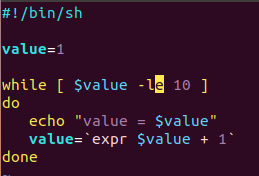 #!/bin/sh
value=1
while [ $value -le 10 ]
do
echo "value = $value"
value=`expr $value + 1`
done